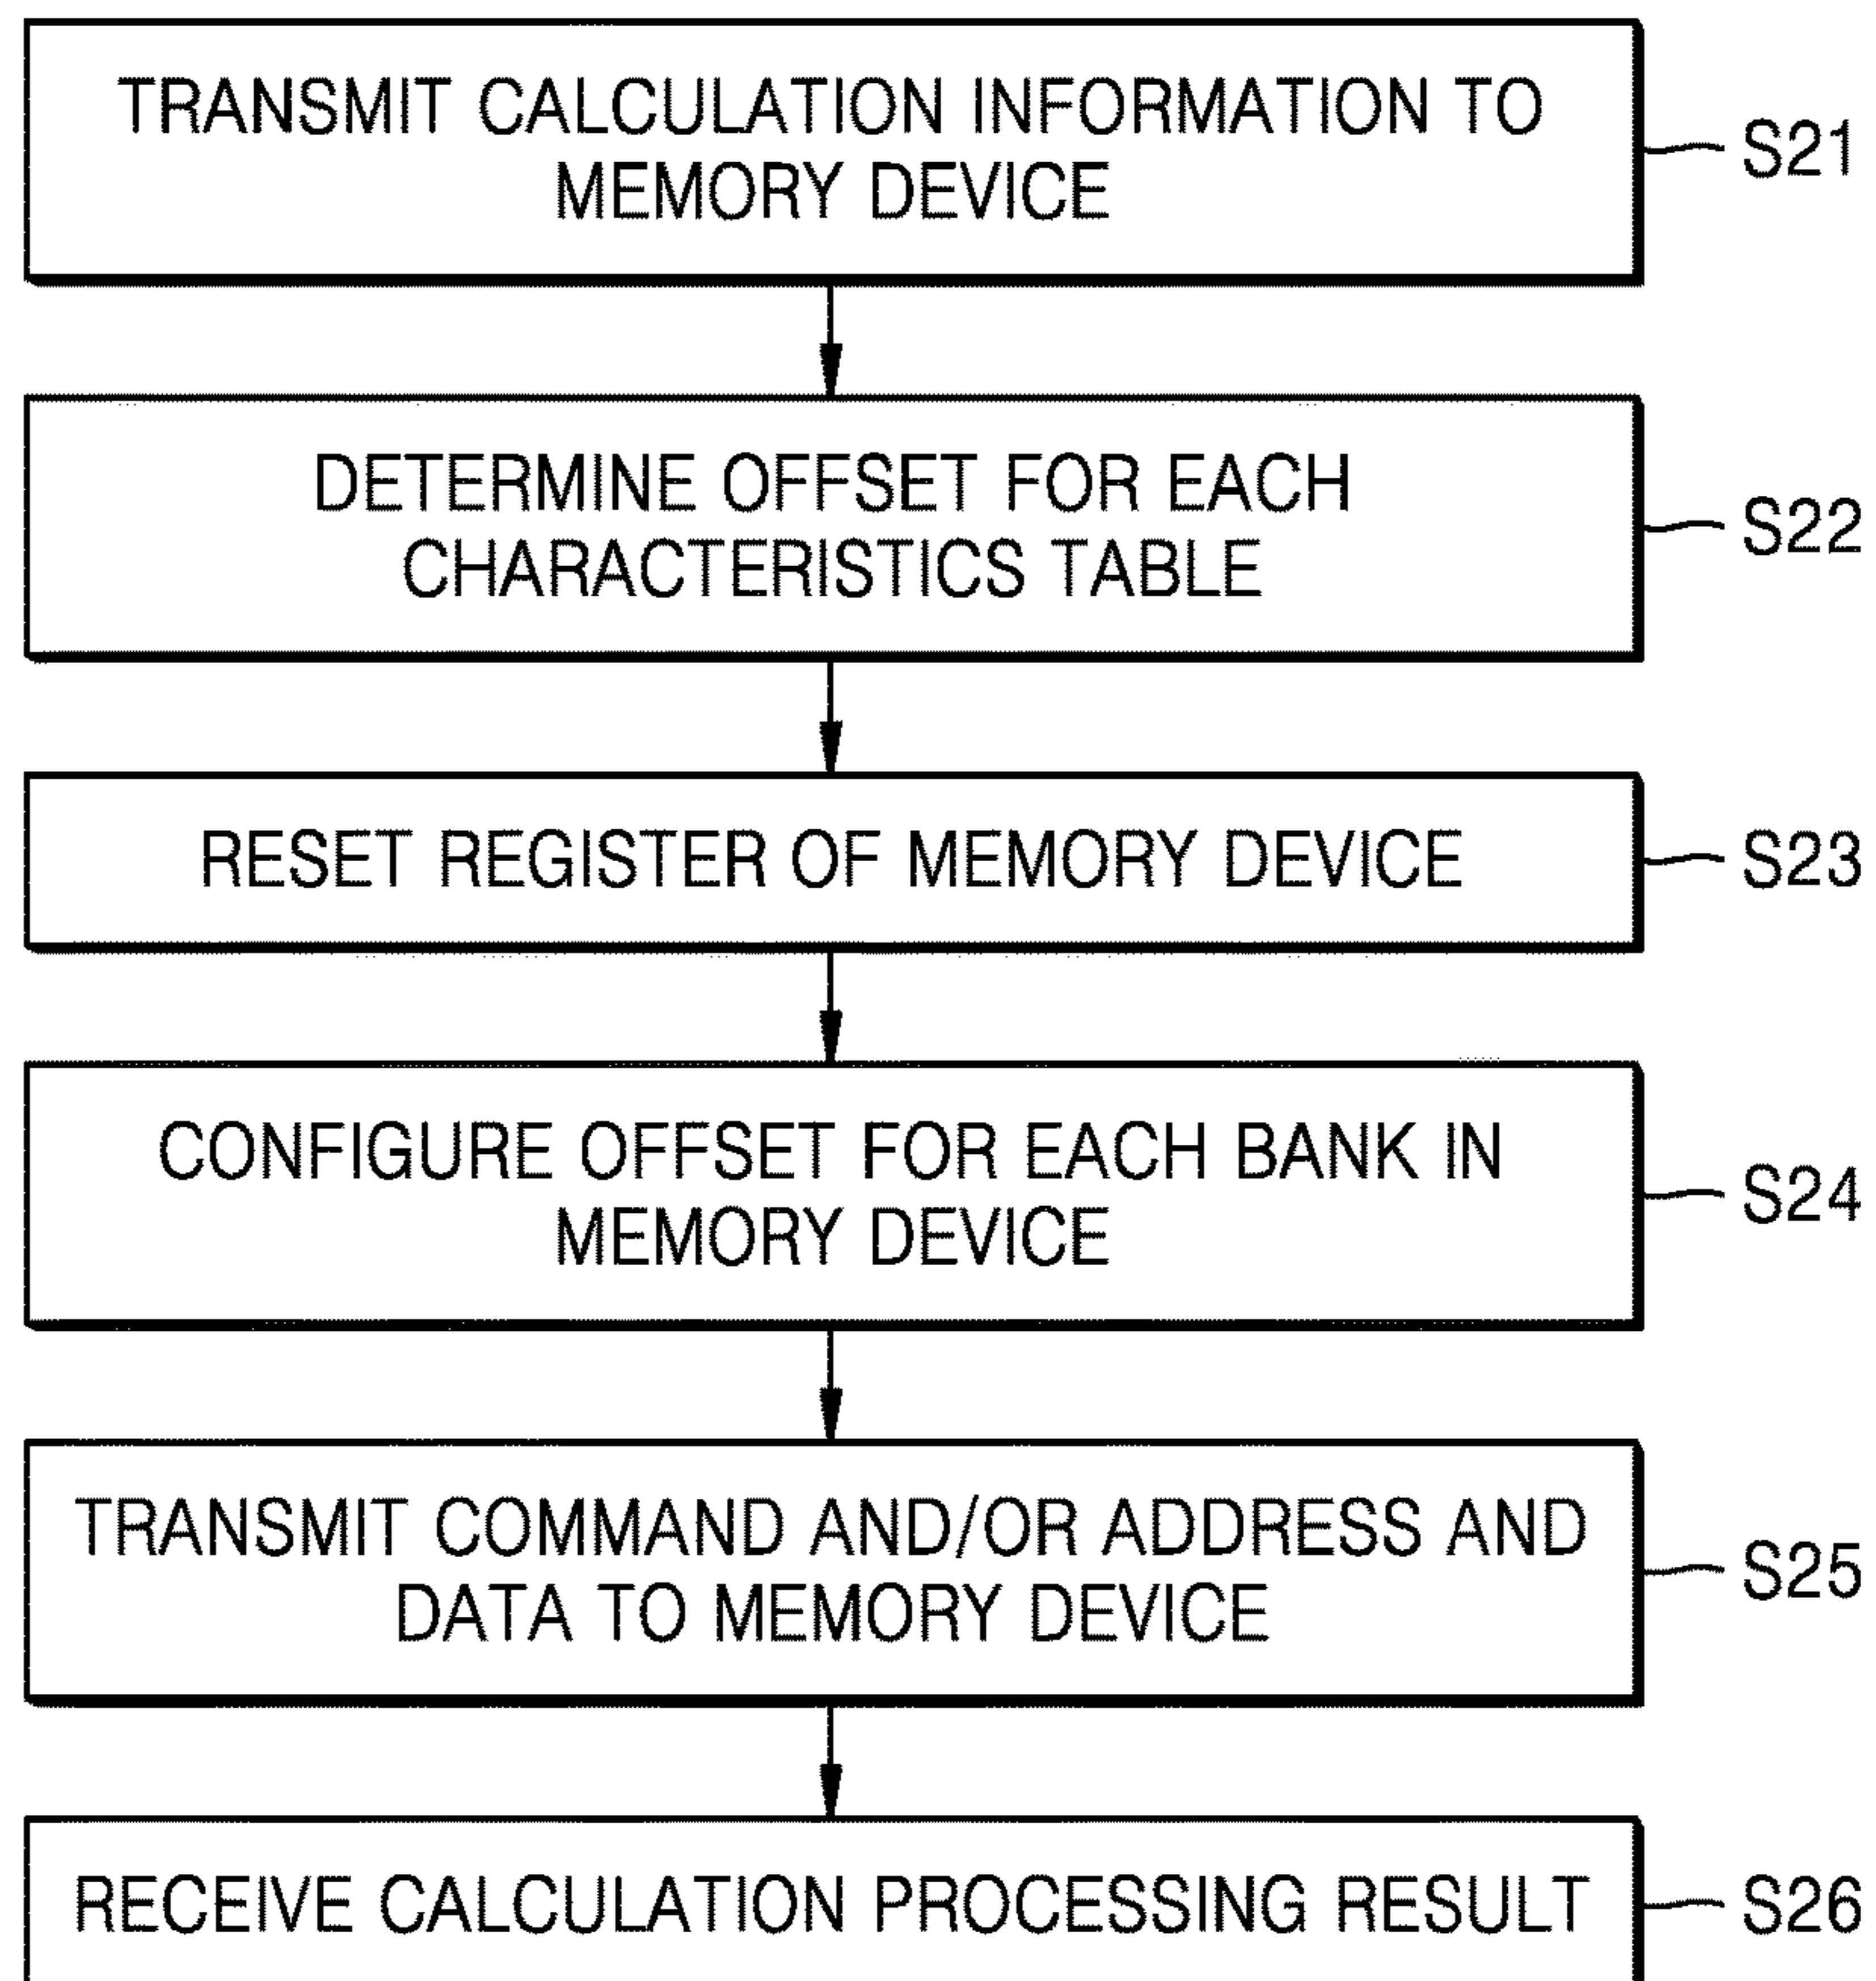 TRANSMIT CALCULATION INFORMATION TO
MEMORY DEVICE
S21
DETERMINE OFFSET FOR EACH
CHARACTERISTICS TABLE
S22
RESET REGISTER OF MEMORY DEVICE
S23
CONFIGURE OFFSET FOR EACH BANK IN
MEMORY DEVICE
S24
TRANSMIT COMMAND AND/OR ADDRESS AND
DATA TO MEMORY DEVICE
S25
RECEIVE CALCULATION PROCESSING RESULT
S26